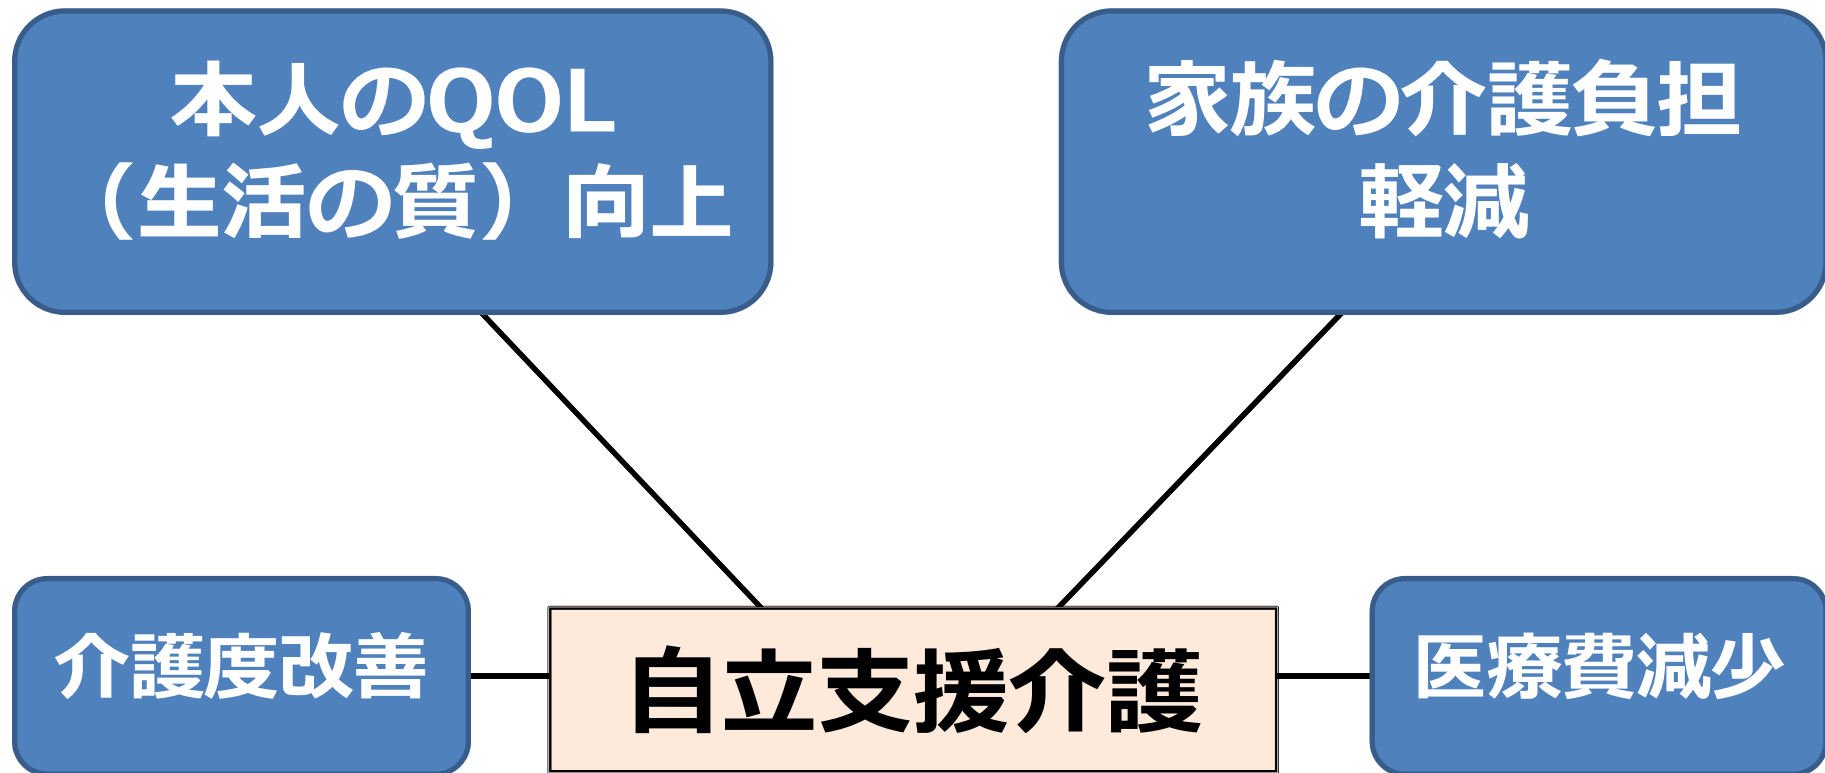 本人のQOL
（生活の質）向上
家族の介護負担
軽減
介護度改善
自立支援介護
医療費減少